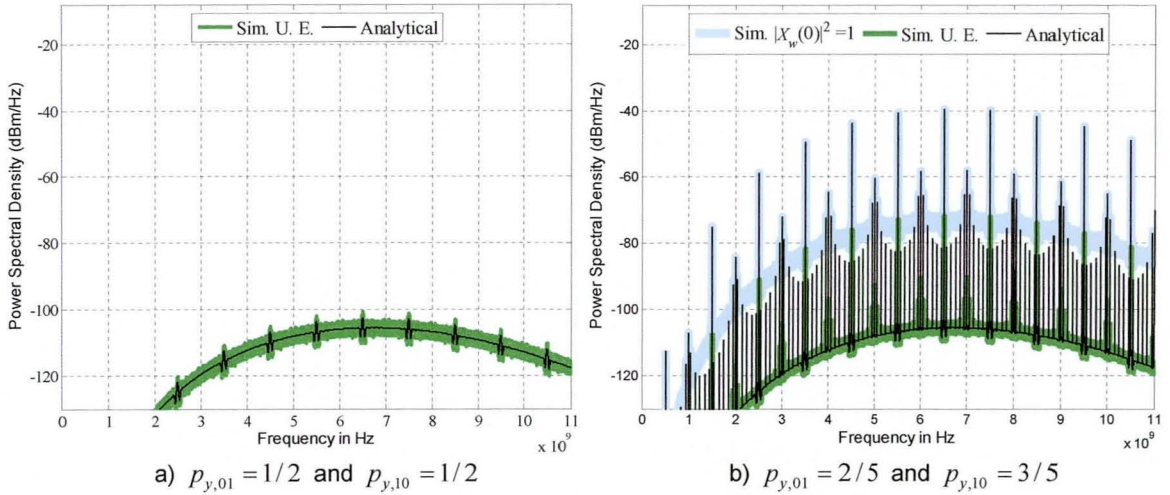 Sim. U. E. Analytical
Power Spectral Density (dBm/Hz)
-20
-40
-60
-80
-100
-120
0 1 2 3 4 5 6 7 8 9 10 11
Frequency in Hz
x 10^9
a) p_{y,01} = 1/2 and p_{y,10} = 1/2
Sim. |X_w(0)|^2 =1 Sim. U. E. Analytical
Power Spectral Density (dBm/Hz)
-20
-40
-60
-80
-100
-120
0 1 2 3 4 5 6 7 8 9 10 11
Frequency in Hz
x 10^9
b) p_{y,01} = 2/5 and p_{y,10} = 3/5